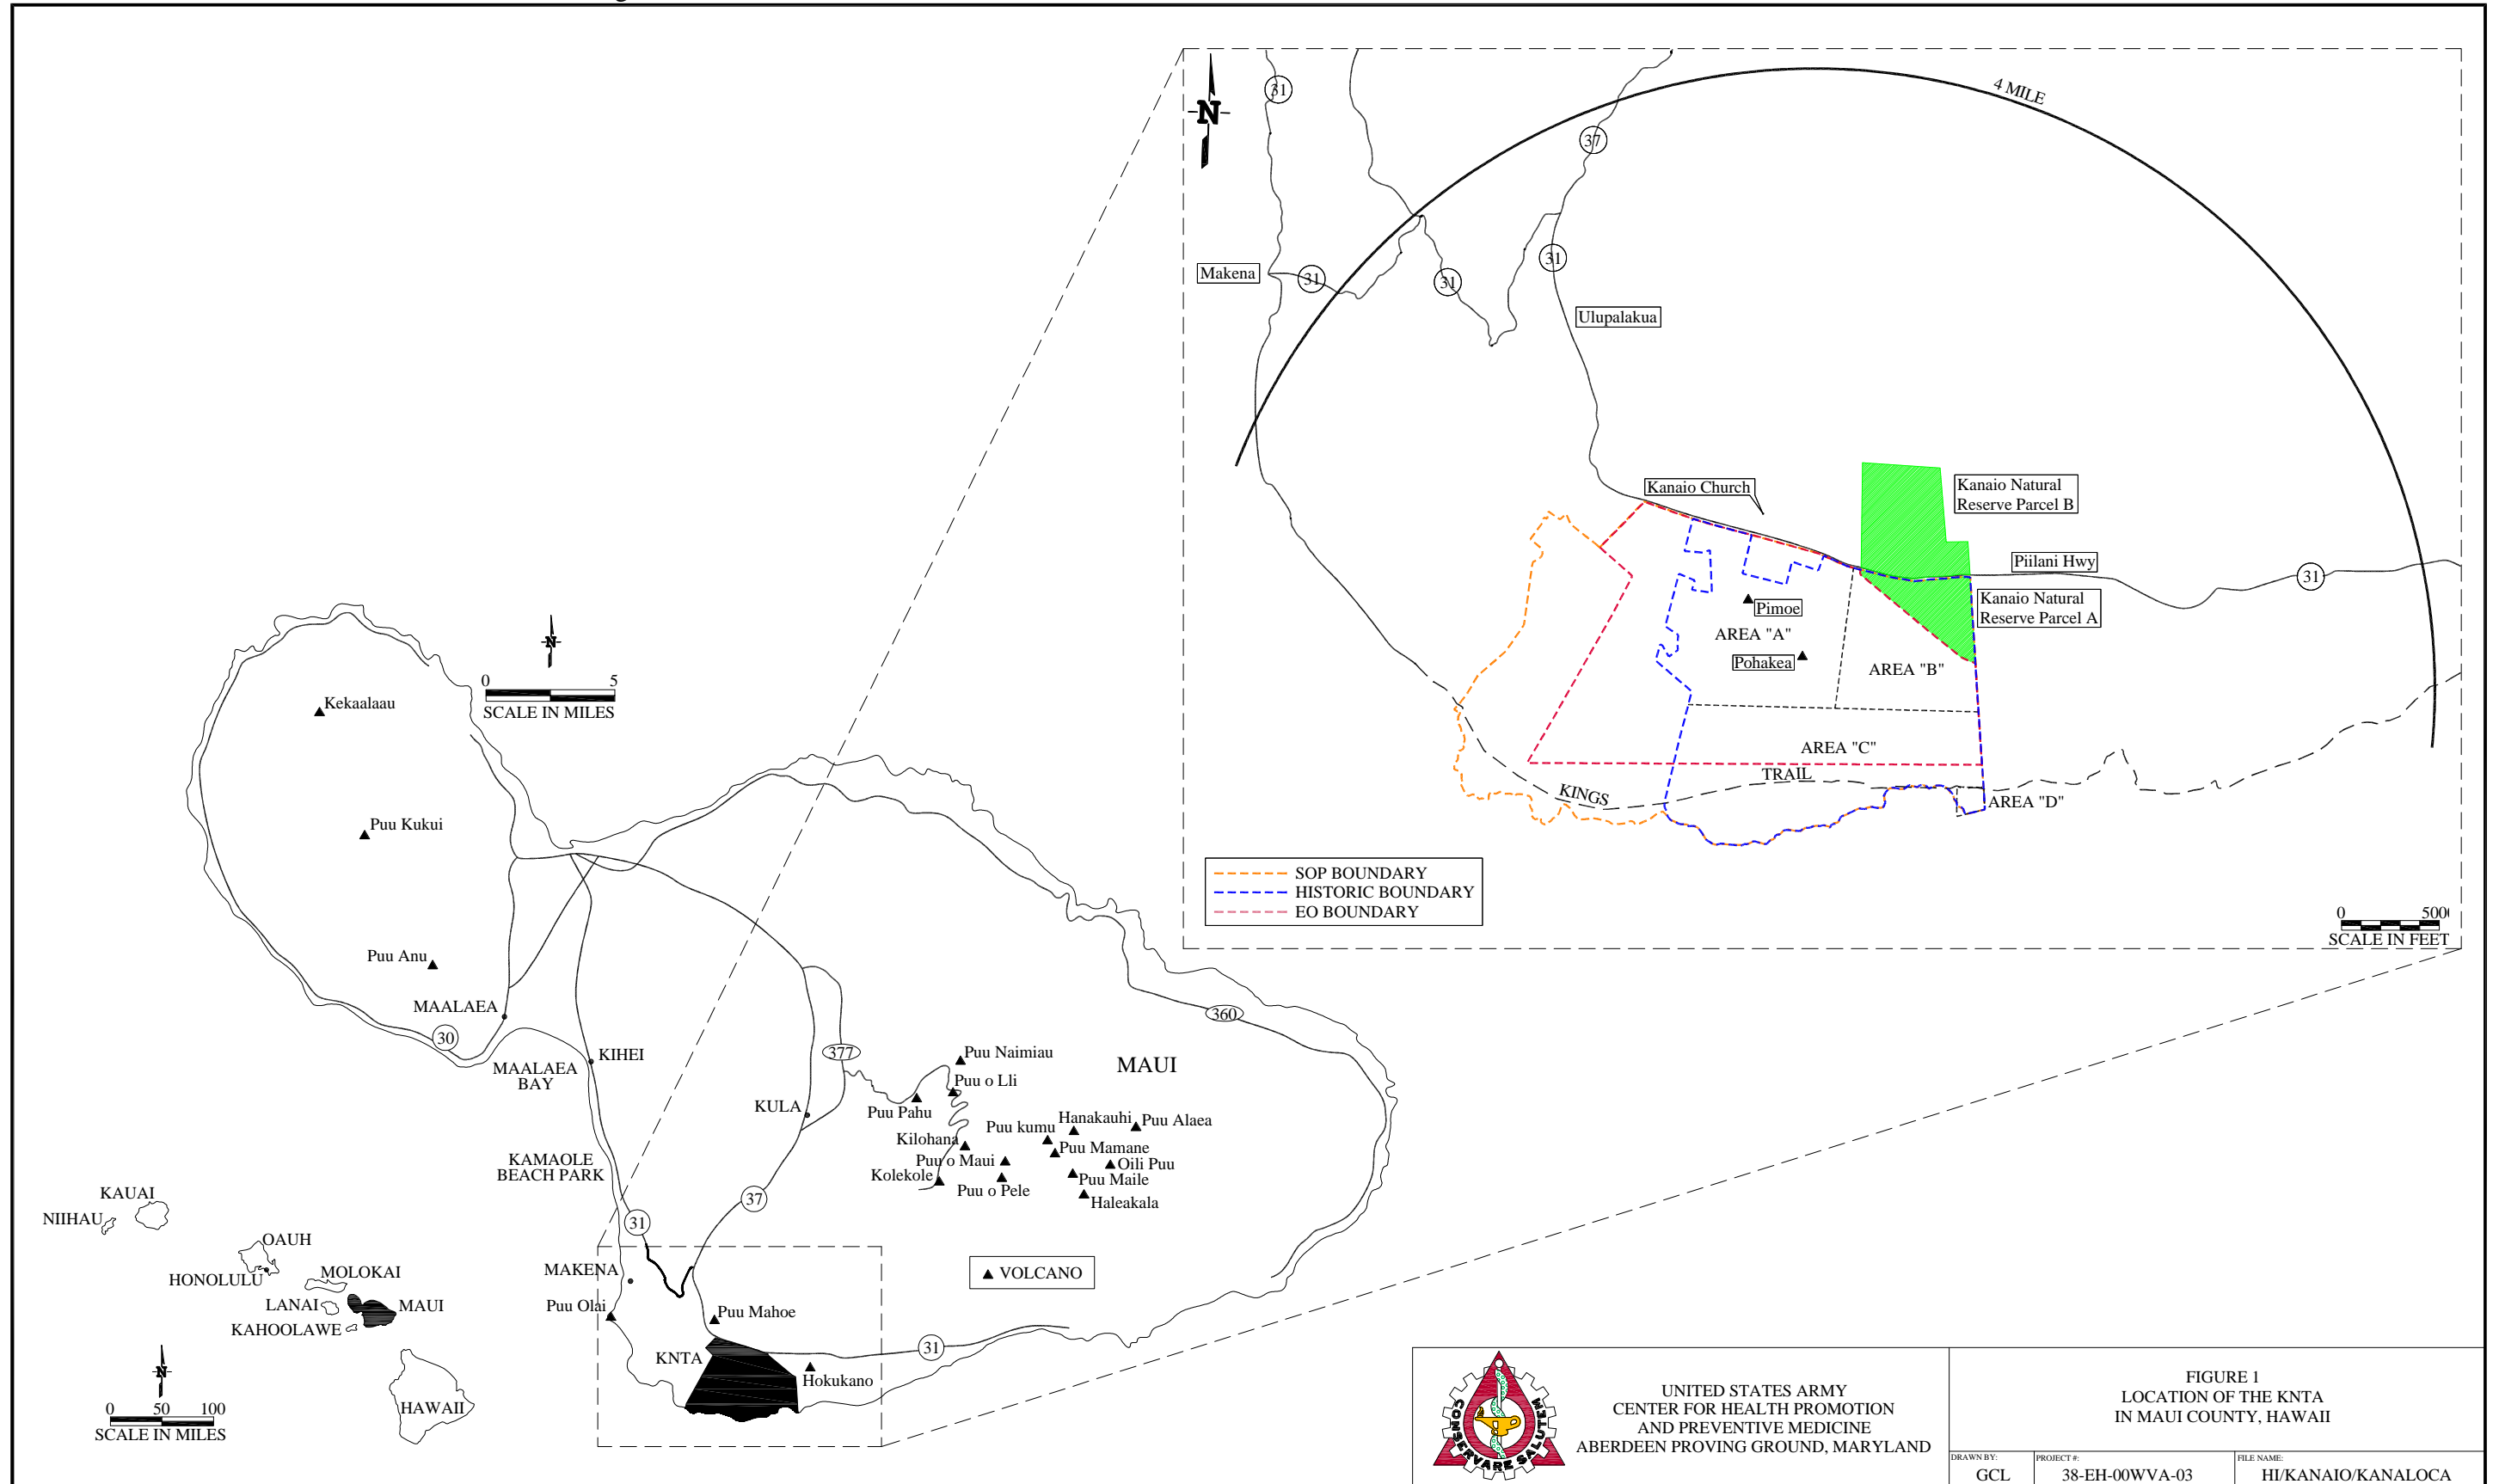 N
31
37
4 MILE
Makena
31
31
31
Ulupalakua
Kanaio Church
Kanaio Natural
Reserve Parcel B
Piilani Hwy
31
Kanaio Natural
Reserve Parcel A
Pimoe
AREA "A"
Pohakea
AREA "B"
AREA "C"
KINGS
TRAIL
AREA "D"
SOP BOUNDARY
HISTORIC BOUNDARY
EO BOUNDARY
0
SCALE IN FEET
N
0 5
SCALE IN MILES
Kekaalaau
Puu Kukui
Puu Anu
MAALAEA
30
MAALAEA
BAY
KIHEI
377
360
MAUI
KULA
Puu Naimiau
Puu o Lli
Puu Pahu
Hanakauhi
Puu Alaea
Puu kumu
Kilohana
Puu Mamane
Puu o Maui
Oili Puu
Kolekole
Puu Maile
Puu o Pele
Haleakala
KAMAOLE
BEACH PARK
37
31
MAKENA
Puu Olai
Puu Mahoe
VOLCANO
KNTA
31
Hokukano
KAUAI
NIIHAU
OAUH
HONOLULU
MOLOKAI
LANAI
MAUI
KAHOOLAWE
HAWAII
N
0 50 100
SCALE IN MILES
CONSERVARE SALUTEM
UNITED STATES ARMY
CENTER FOR HEALTH PROMOTION
AND PREVENTIVE MEDICINE
ABERDEEN PROVING GROUND, MARYLAND
FIGURE 1
LOCATION OF THE KNTA
IN MAUI COUNTY, HAWAII
DRAWN BY:
GCL
PROJECT #:
38-EH-00WVA-03
FILE NAME:
HI/KANAIO/KANALOCA